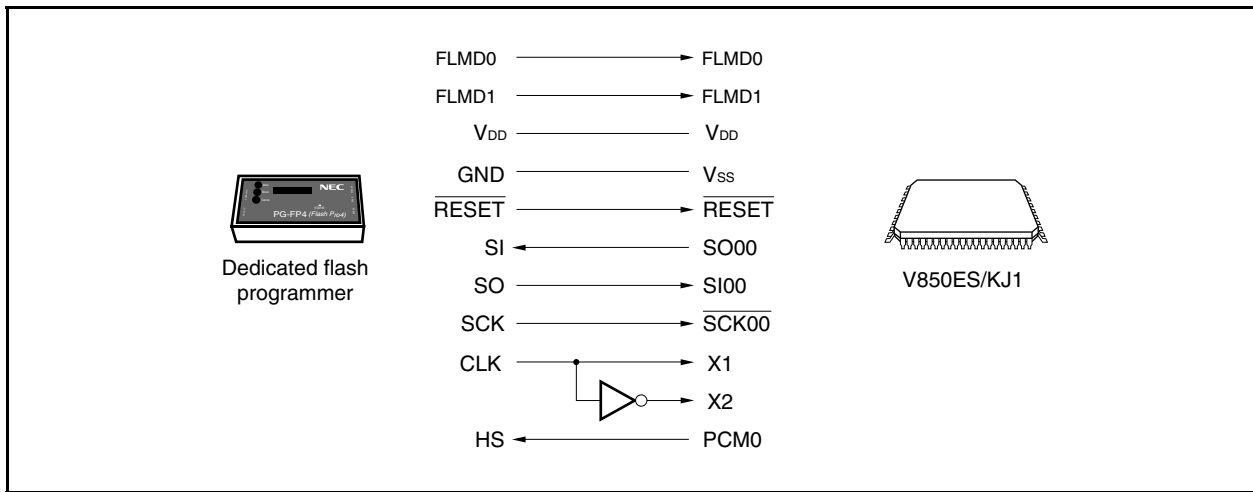 FLMD0 FLMD0
FLMD1 FLMD1
VDD VDD
GND VSS
RESET RESET
SI SO00
SO SI00
SCK SCK00
CLK X1
X2
HS PCM0
NEC
PG-FP4 (Flash Pro4)
Dedicated flash
programmer
V850ES/KJ1